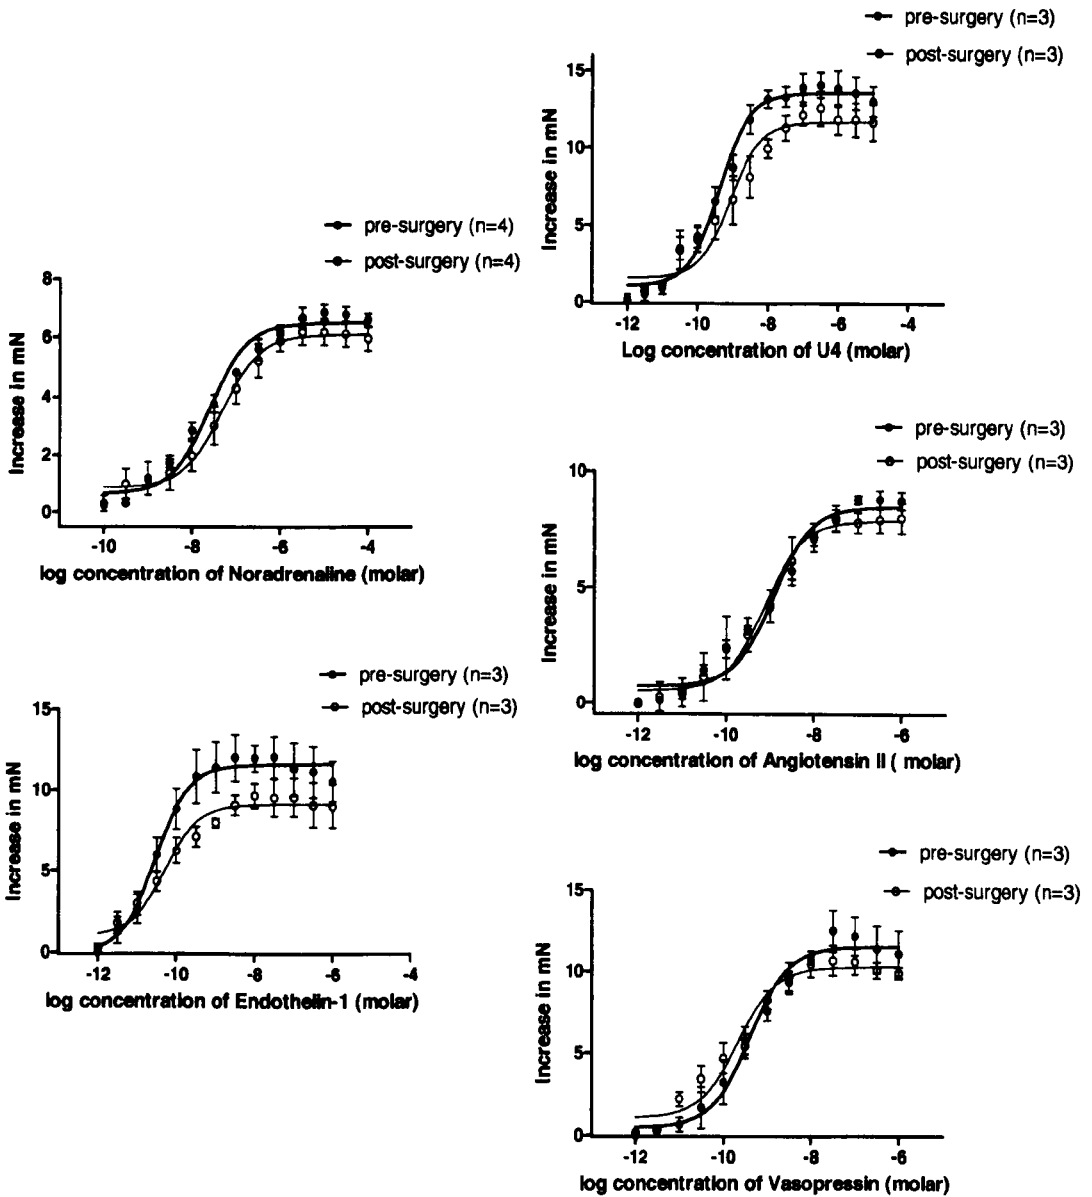 pre-surgery (n=3)
post-surgery (n=3)
15
10
5
0
Increase in mN
-12 -10 -8 -6 -4
Log concentration of U4 (molar)
pre-surgery (n=4)
post-surgery (n=4)
8
6
4
2
0
Increase in mN
-10 -8 -6 -4
log concentration of Noradrenaline (molar)
pre-surgery (n=3)
post-surgery (n=3)
10
5
0
Increase in mN
-12 -10 -8 -6
log concentration of Angiotensin II ( molar)
pre-surgery (n=3)
post-surgery (n=3)
15
10
5
0
Increase in mN
-12 -10 -8 -6 -4
log concentration of Endothelin-1 (molar)
pre-surgery (n=3)
post-surgery (n=3)
15
10
5
0
Increase in mN
-12 -10 -8 -6
log concentration of Vasopressin (molar)